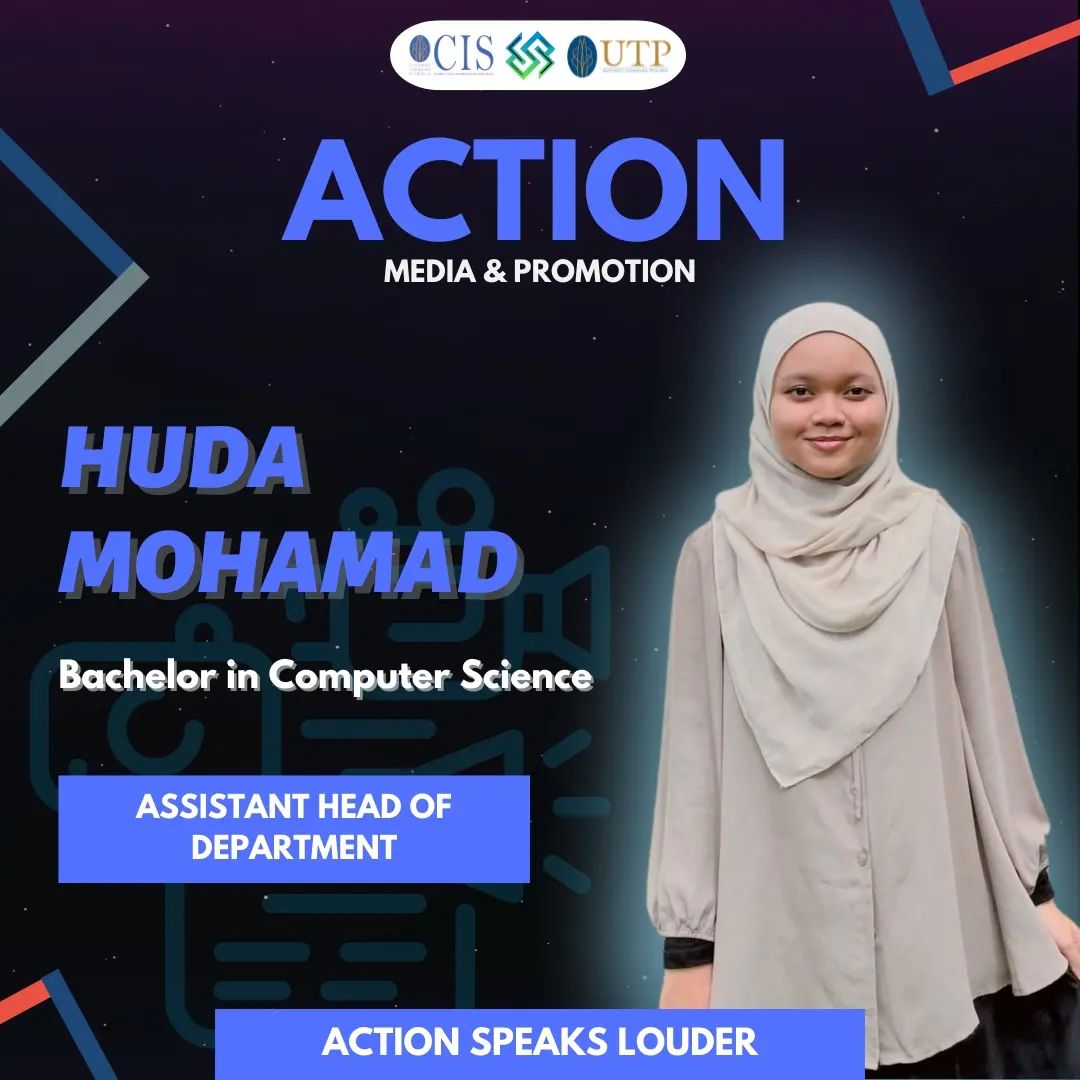 CIS
UTP
ACTION
MEDIA & PROMOTION
HUDA
MOHAMAD
Bachelor in Computer Science
ASSISTANT HEAD OF
DEPARTMENT
ACTION SPEAKS LOUDER